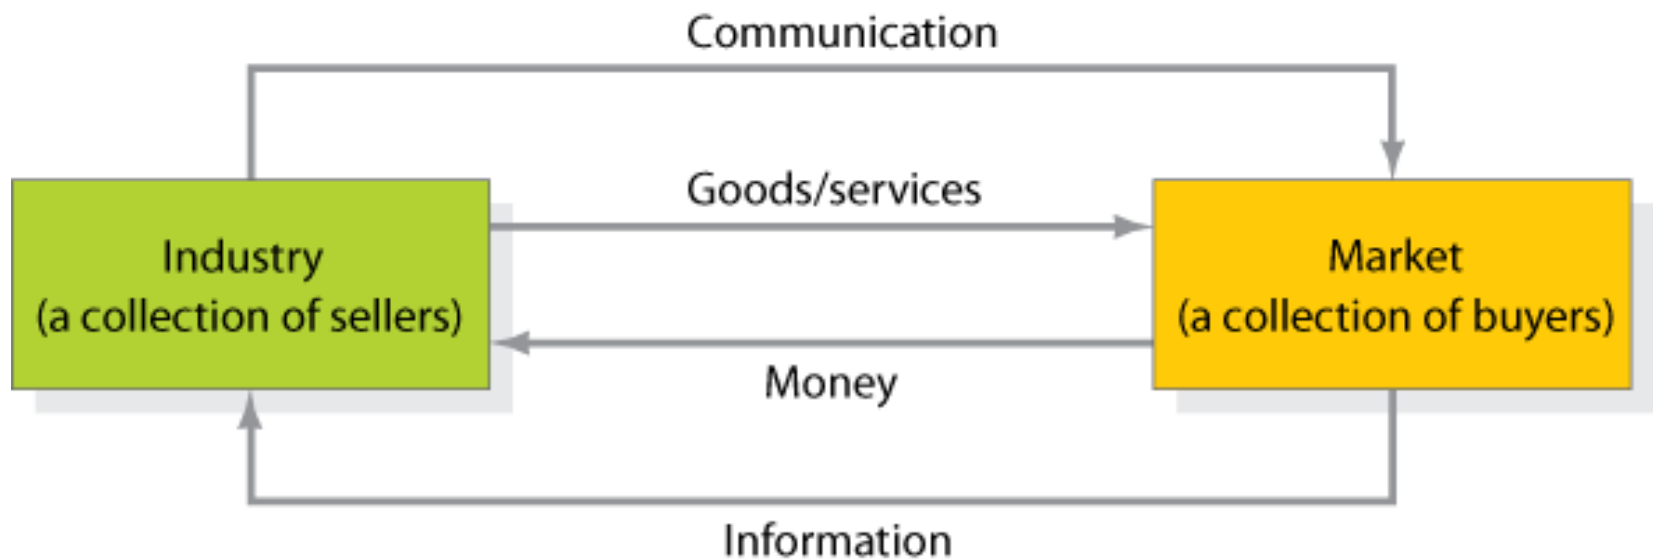 Communication
Goods/services
Industry
(a collection of sellers)
Market
(a collection of buyers)
Money
Information